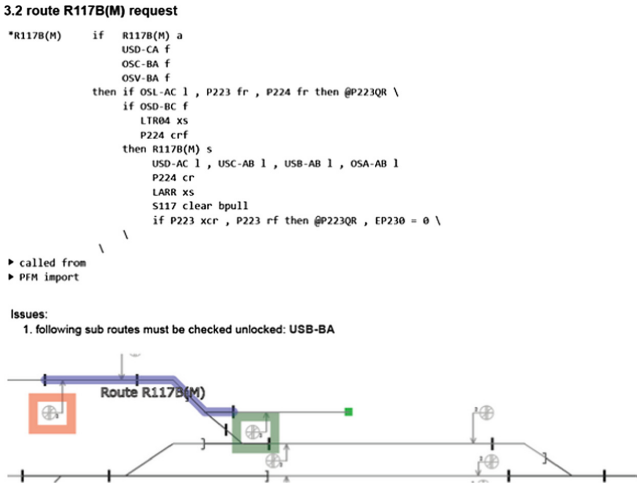 3.2 route R117B(M) request
*R117B(M) if R117B(M) a
USD-CA f
OSC-BA f
OSV-BA f
then if OSL-AC l , P223 fr , P224 fr then @P223QR \
if OSD-BC f
LTR04 xs
P224 crf
then R117B(M) s
USD-AC l , USC-AB l , USB-AB l , OSA-AB l
P224 cr
LARR xs
S117 clear bpull
if P223 xcr , P223 rf then @P223QR , EP230 = 0 \
\
\
▸ called from
▸ PFM import
Issues:
1. following sub routes must be checked unlocked: USB-BA
Route R117B(M)